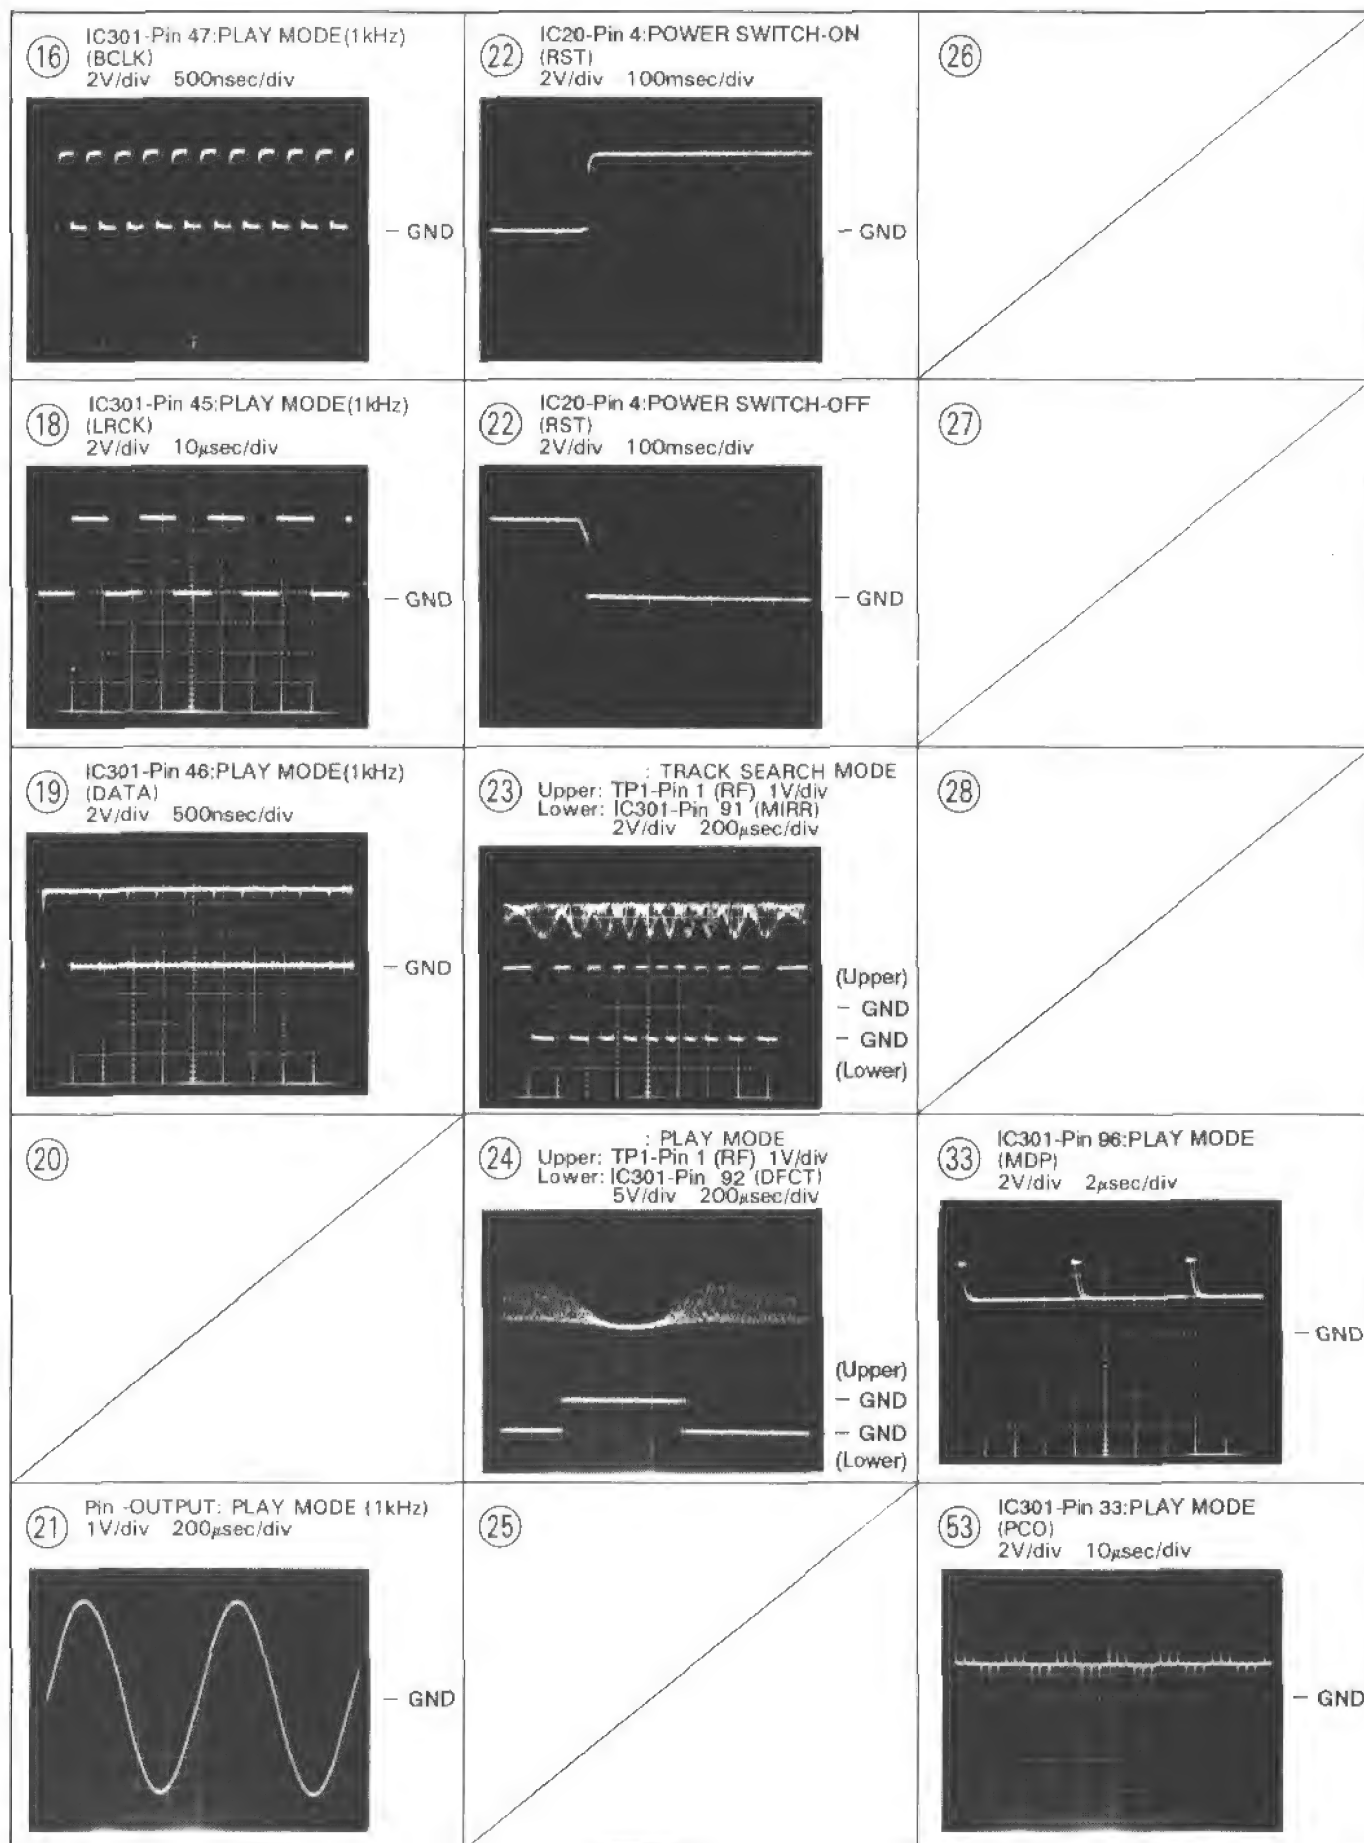 16
IC301-Pin 47:PLAY MODE(1kHz)
(BCLK)
2V/div 500nsec/div
– GND
22
IC20-Pin 4:POWER SWITCH-ON
(RST)
2V/div 100msec/div
– GND
26
18
IC301-Pin 45:PLAY MODE(1kHz)
(LRCK)
2V/div 10μsec/div
– GND
22
IC20-Pin 4:POWER SWITCH-OFF
(RST)
2V/div 100msec/div
– GND
27
19
IC301-Pin 46:PLAY MODE(1kHz)
(DATA)
2V/div 500nsec/div
– GND
23
: TRACK SEARCH MODE
Upper: TP1-Pin 1 (RF) 1V/div
Lower: IC301-Pin 91 (MIRR)
2V/div 200μsec/div
(Upper)
– GND
– GND
(Lower)
28
20
24
: PLAY MODE
Upper: TP1-Pin 1 (RF) 1V/div
Lower: IC301-Pin 92 (DFCT)
5V/div 200μsec/div
(Upper)
– GND
– GND
(Lower)
33
IC301-Pin 96:PLAY MODE
(MDP)
2V/div 2μsec/div
– GND
21
Pin -OUTPUT: PLAY MODE (1kHz)
1V/div 200μsec/div
– GND
25
53
IC301-Pin 33:PLAY MODE
(PCO)
2V/div 10μsec/div
– GND